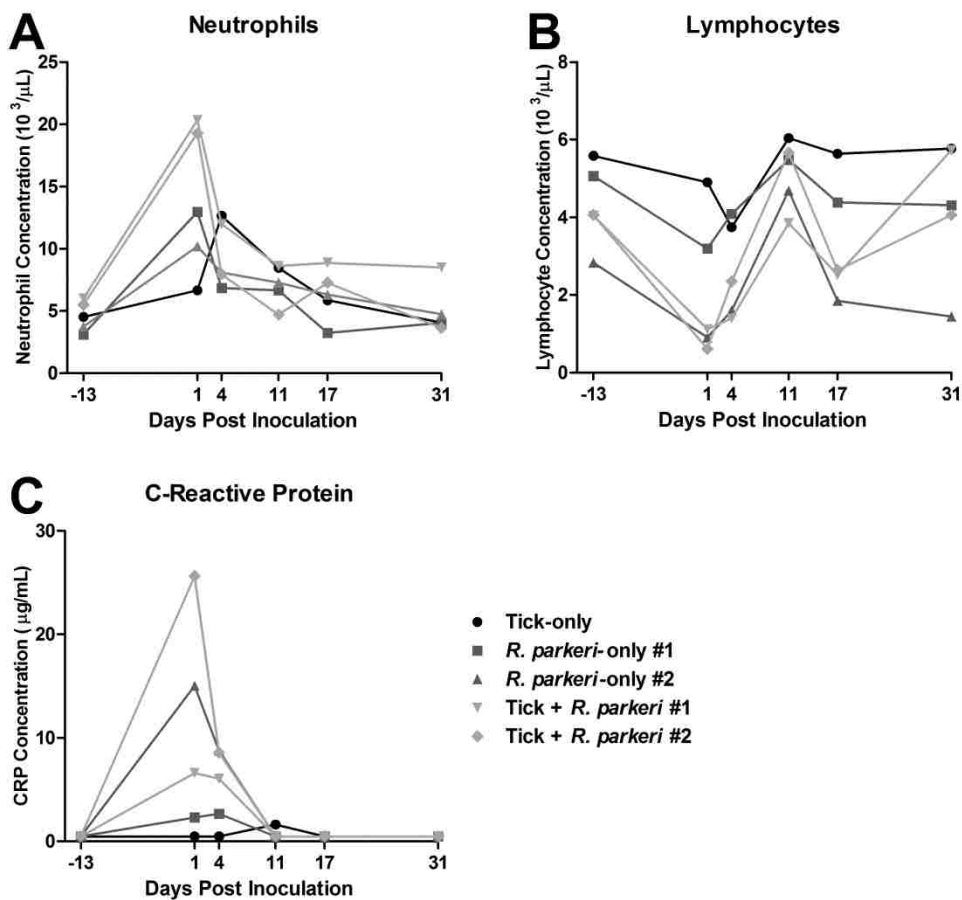 A
Neutrophils
Neutrophil Concentration (10 ³/μL)
25
20
15
10
5
0
-13 1 4 11 17 31
Days Post Inoculation
B
Lymphocytes
Lymphocyte Concentration (10 ³/μL)
8
6
4
2
0
-13 1 4 11 17 31
Days Post Inoculation
C
C-Reactive Protein
CRP Concentration ( μg/mL)
30
20
10
0
-13 1 4 11 17 31
Days Post Inoculation
Tick-only
R. parkeri-only #1
R. parkeri-only #2
Tick + R. parkeri #1
Tick + R. parkeri #2